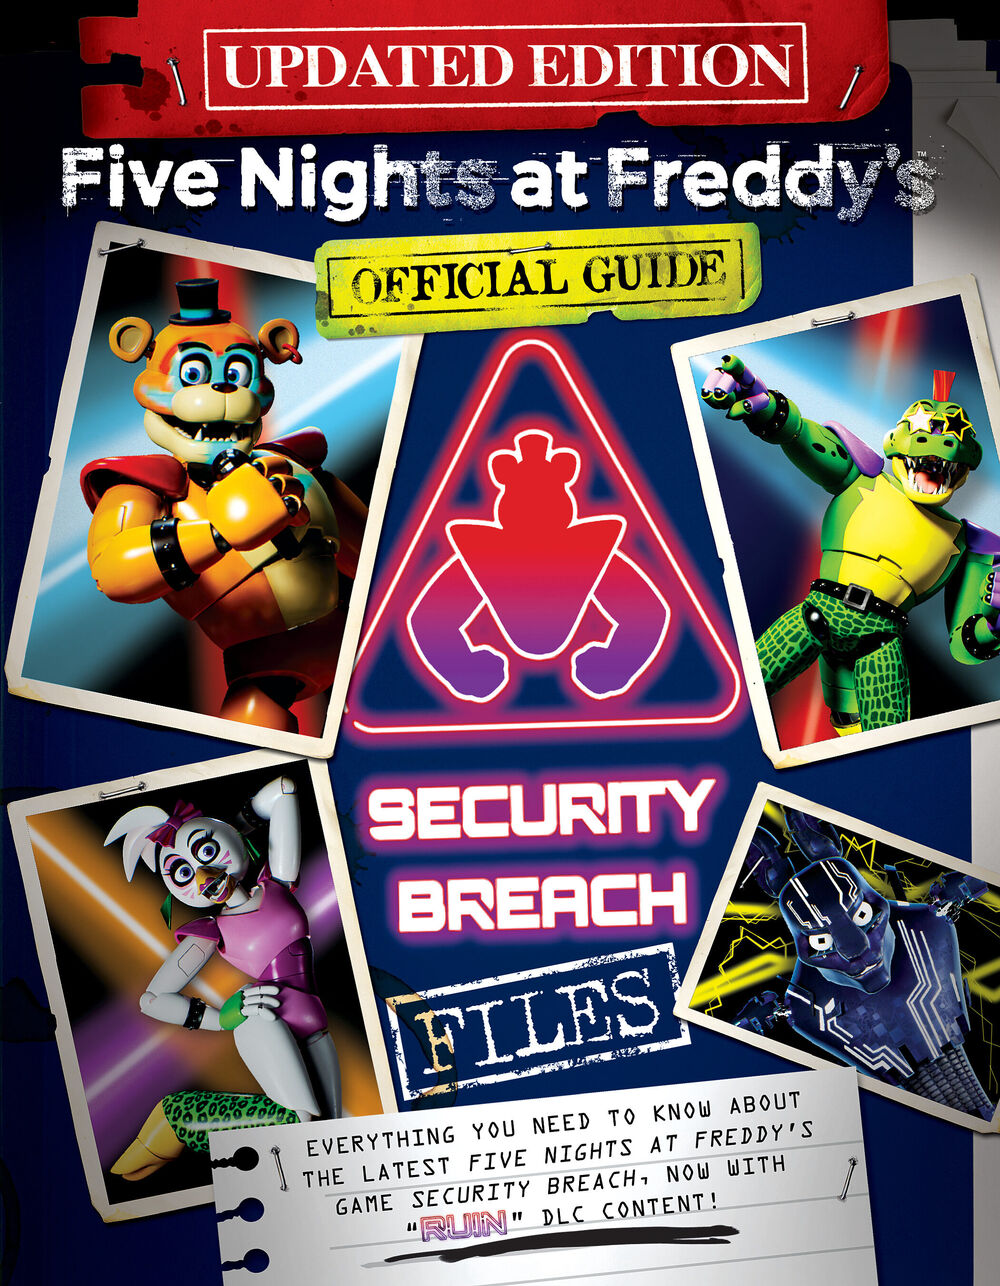 UPDATED EDITION
Five Nights at Freddy's™
OFFICIAL GUIDE
SECURITY
BREACH
FILES
EVERYTHING YOU NEED TO KNOW ABOUT
THE LATEST FIVE NIGHTS AT FREDDY'S
GAME SECURITY BREACH, NOW WITH
"RUIN" DLC CONTENT!